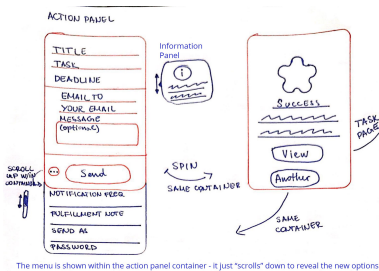 ACTION PANEL
TITLE
TASK
DEADLINE
EMAIL TO
YOUR EMAIL
MESSAGE
(optional)
Send
SCROLL
UP W/IN
CONTAINER
NOTIFICATION FREQ
FULFILLMENT NOTE
SEND AS
PASSWORD
Information
Panel
SPIN
SAME CONTAINER
SUCCESS
View
Another
TASK
PAGE
SAME
CONTAINER
The menu is shown within the action panel container - it just "scrolls" down to reveal the new options